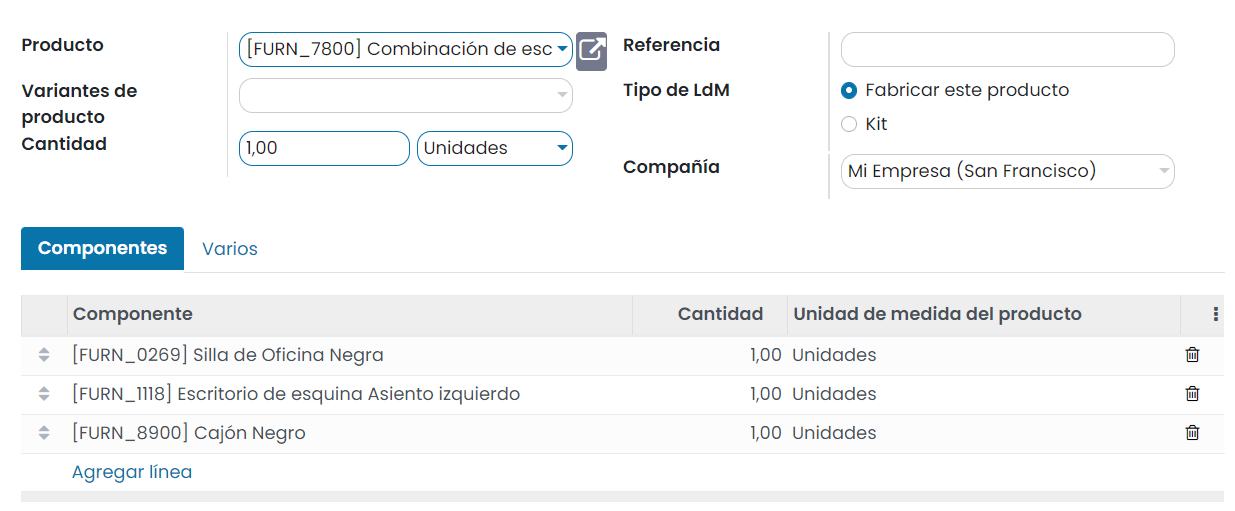 Producto
[FURN_7800] Combinación de esc
Variantes de producto
Cantidad
1,00
Unidades
Referencia
Tipo de LdM
Fabricar este producto
Kit
Compañía
Mi Empresa (San Francisco)
Componentes
Varios
Componente Cantidad Unidad de medida del producto
[FURN_0269] Silla de Oficina Negra 1,00 Unidades
[FURN_1118] Escritorio de esquina Asiento izquierdo 1,00 Unidades
[FURN_8900] Cajón Negro 1,00 Unidades
Agregar línea